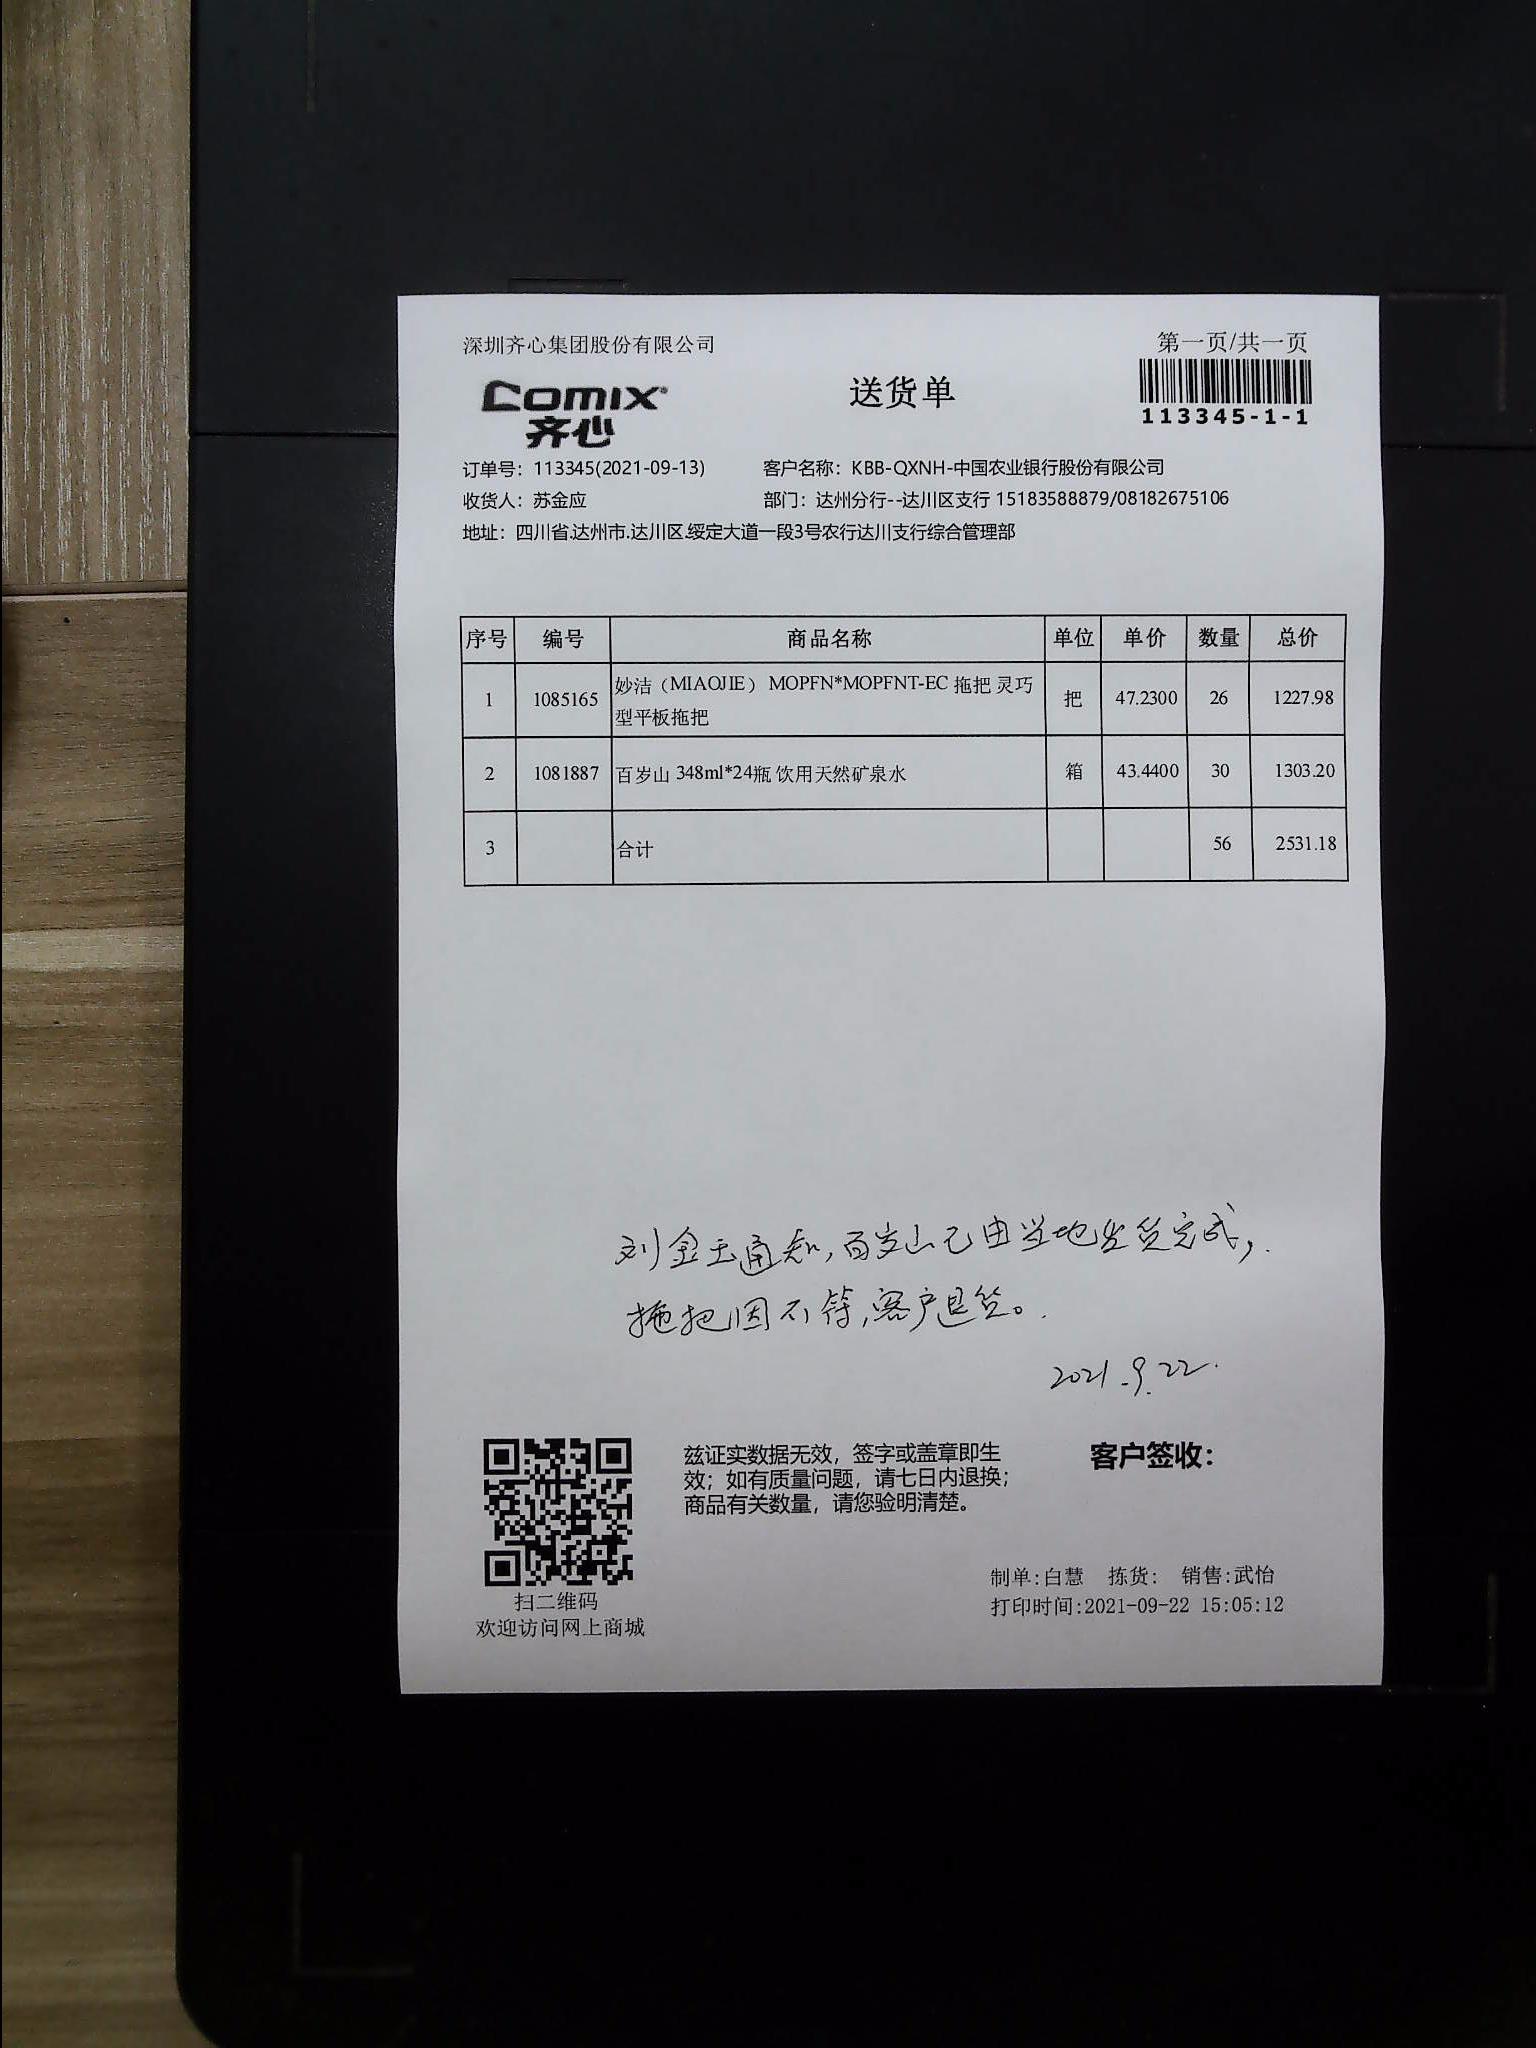 深圳齐心集团股份有限公司
第一页/共一页
comix®
齐心
送货单
113345-1-1
订单号：113345(2021-09-13) 客户名称：KBB-QXNH-中国农业银行股份有限公司
收货人：苏金应 部门：达州分行--达川区支行 15183588879/08182675106
地址：四川省.达州市.达川区.绥定大道一段3号农行达川支行综合管理部
序号 编号 商品名称 单位 单价 数量 总价
1 1085165 妙洁（MIAOJIE） MOPFN*MOPFNT-EC 拖把 灵巧型平板拖把 把 47.2300 26 1227.98
2 1081887 百岁山 348ml*24瓶 饮用天然矿泉水 箱 43.4400 30 1303.20
3 合计 56 2531.18
刘金玉通知,百岁山已由当地发货完成,
拖把因不等,客户退货。
2021.9.22.
兹证实数据无效，签字或盖章即生
效；如有质量问题，请七日内退换；
商品有关数量，请您验明清楚。
客户签收：
扫二维码
欢迎访问网上商城
制单:白慧 拣货: 销售:武怡
打印时间:2021-09-22 15:05:12